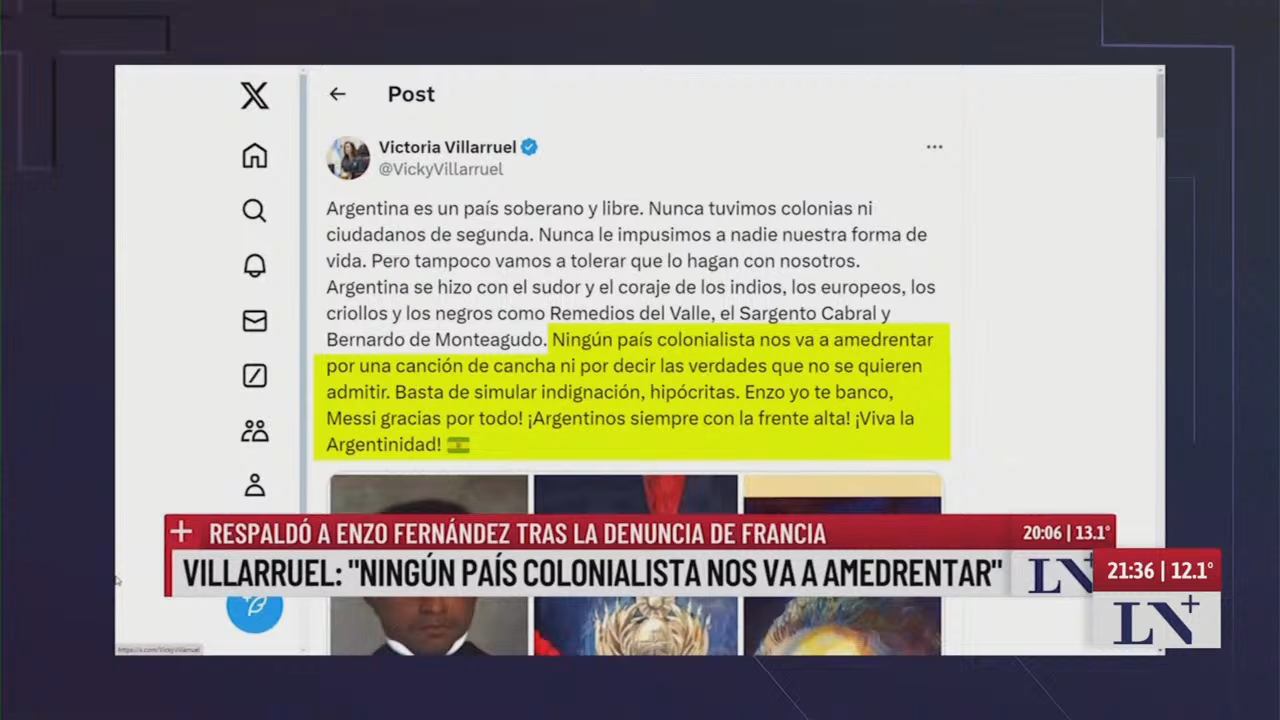 Post
Victoria Villarruel
@VickyVillarruel
Argentina es un país soberano y libre. Nunca tuvimos colonias ni
ciudadanos de segunda. Nunca le impusimos a nadie nuestra forma de
vida. Pero tampoco vamos a tolerar que lo hagan con nosotros.
Argentina se hizo con el sudor y el coraje de los indios, los europeos, los
criollos y los negros como Remedios del Valle, el Sargento Cabral y
Bernardo de Monteagudo. Ningún país colonialista nos va a amedrentar
por una canción de cancha ni por decir las verdades que no se quieren
admitir. Basta de simular indignación, hipócritas. Enzo yo te banco,
Messi gracias por todo! ¡Argentinos siempre con la frente alta! ¡Viva la
Argentinidad!
RESPALDÓ A ENZO FERNÁNDEZ TRAS LA DENUNCIA DE FRANCIA
20:06 | 13.1°
VILLARRUEL: "NINGÚN PAÍS COLONIALISTA NOS VA A AMEDRENTAR"
LN
21:36 | 12.1°
LN+
https://x.com/VickyVillarruel